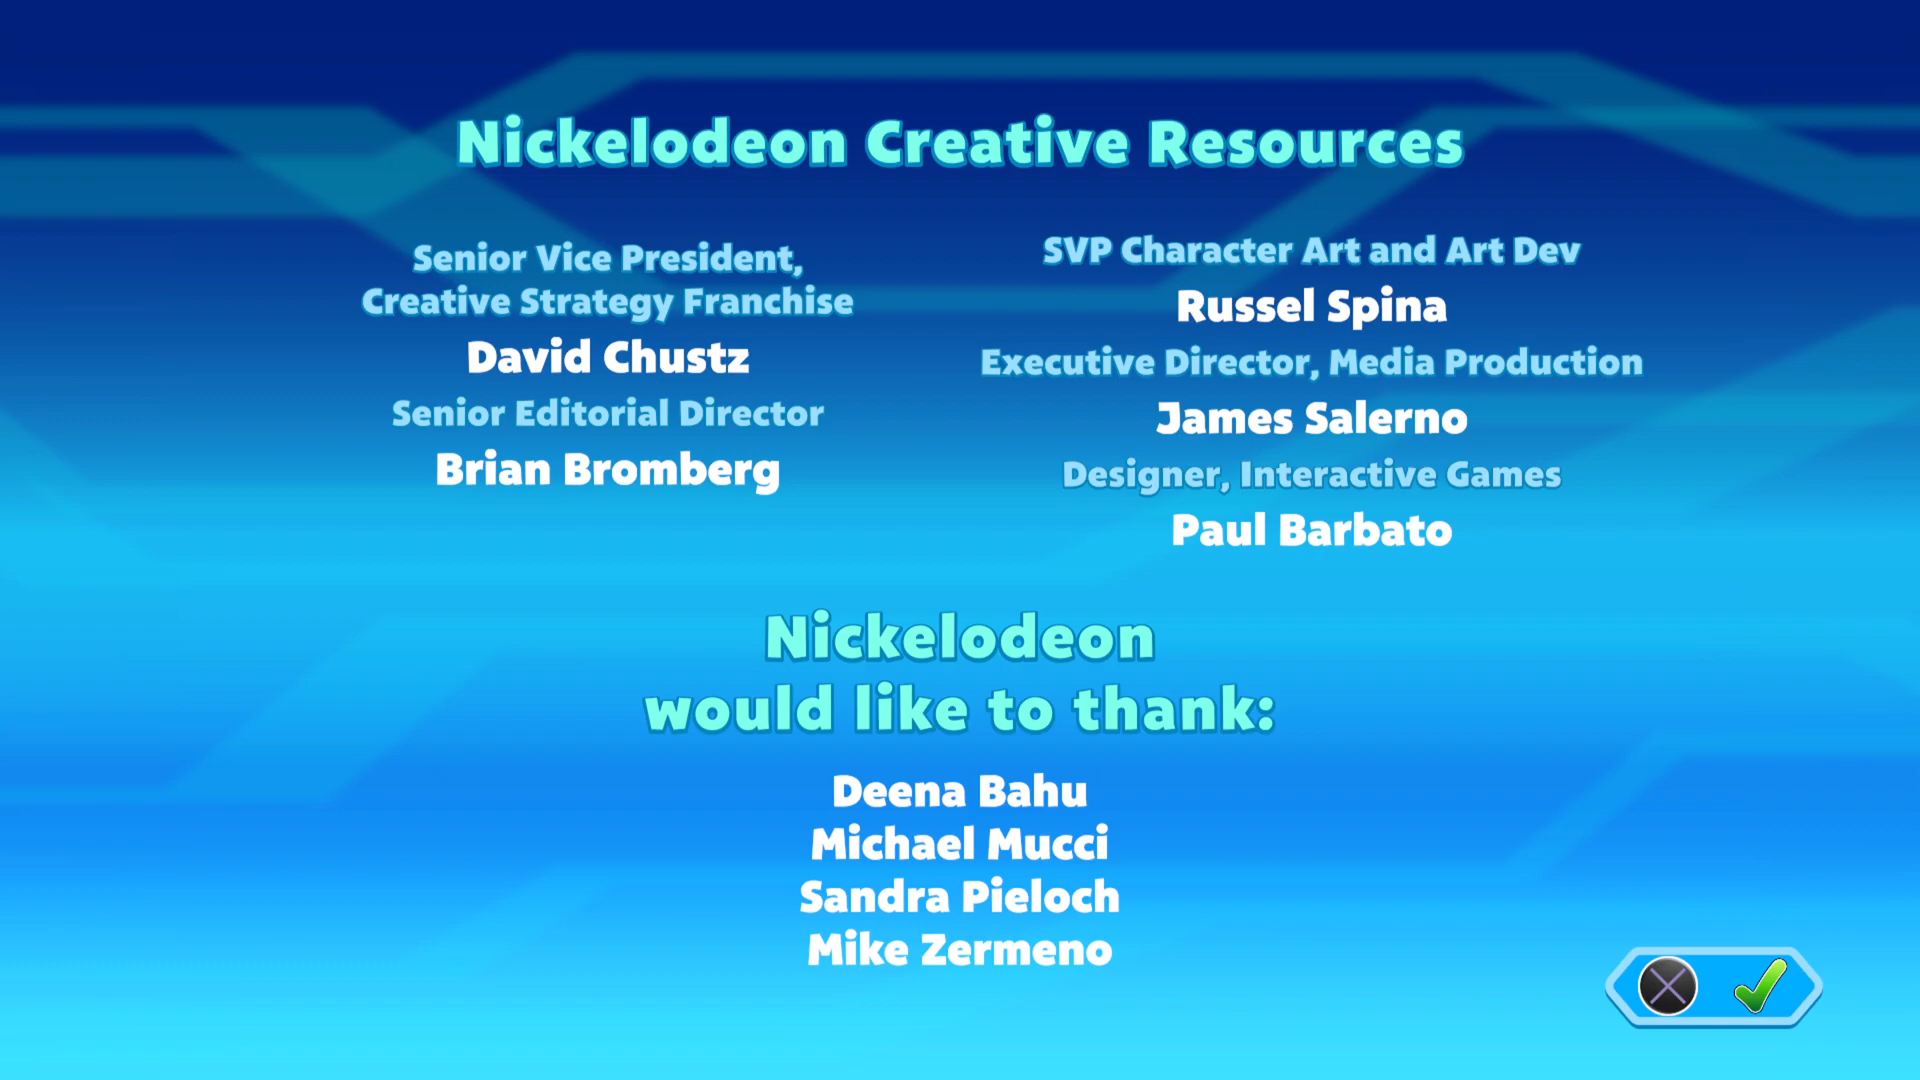 Nickelodeon Creative Resources
Senior Vice President,
Creative Strategy Franchise
David Chustz
Senior Editorial Director
Brian Bromberg
SVP Character Art and Art Dev
Russel Spina
Executive Director, Media Production
James Salerno
Designer, Interactive Games
Paul Barbato
Nickelodeon
would like to thank:
Deena Bahu
Michael Mucci
Sandra Pieloch
Mike Zermeno